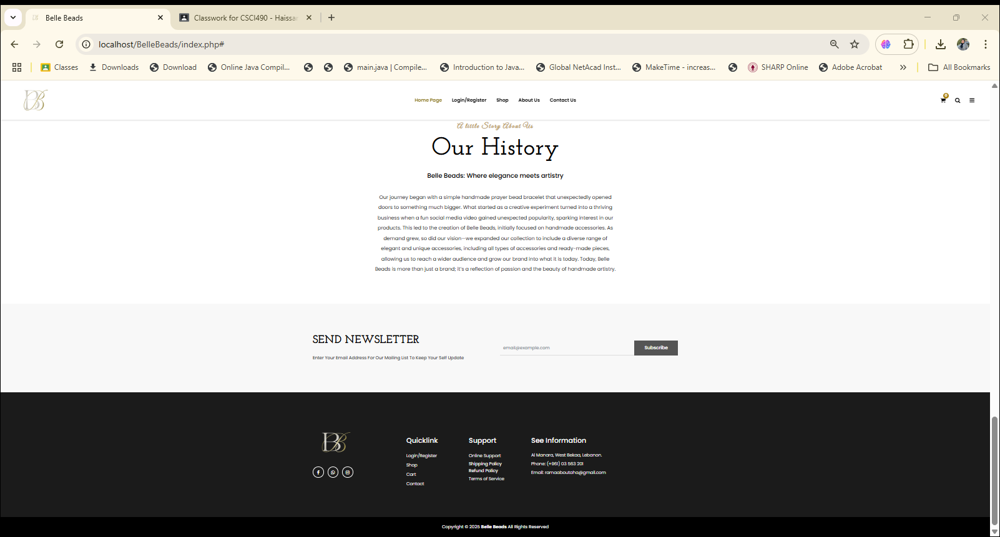 Belle Beads
Classwork for CSCI490 - Haissa
localhost/BelleBeads/index.php#
Classes
Downloads
Download
Online Java Compil...
main.java | Compile...
Introduction to Java...
Global NetAcad Inst...
MakeTime - increas...
SHARP Online
Adobe Acrobat
All Bookmarks
BB
Home Page
Login/Register
Shop
About Us
Contact Us
0
A little Story About Us
Our History
Belle Beads: Where elegance meets artistry
Our journey began with a simple handmade prayer bead bracelet that unexpectedly opened
doors to something much bigger. What started as a creative experiment turned into a thriving
business when a fun social media video gained unexpected popularity, sparking interest in our
products. This led to the creation of Belle Beads, initially focused on handmade accessories. As
demand grew, so did our vision—we expanded our collection to include a diverse range of
elegant and unique accessories, including all types of accessories and ready-made pieces,
allowing us to reach a wider audience and grow our brand into what it is today. Today, Belle
Beads is more than just a brand; it's a reflection of passion and the beauty of handmade artistry.
SEND NEWSLETTER
Enter Your Email Address For Our Mailing List To Keep Your Self Update
email@example.com
Subscribe
BB
Quicklink
Login/Register
Shop
Cart
Contact
Support
Online Support
Shipping Policy
Refund Policy
Terms of Service
See Information
Al Manara, West Bekaa, Lebanon.
Phone: (+961) 03 563 201
Email: ramaaboutaha@gmail.com
Copyright © 2025 Belle Beads All Rights Reserved